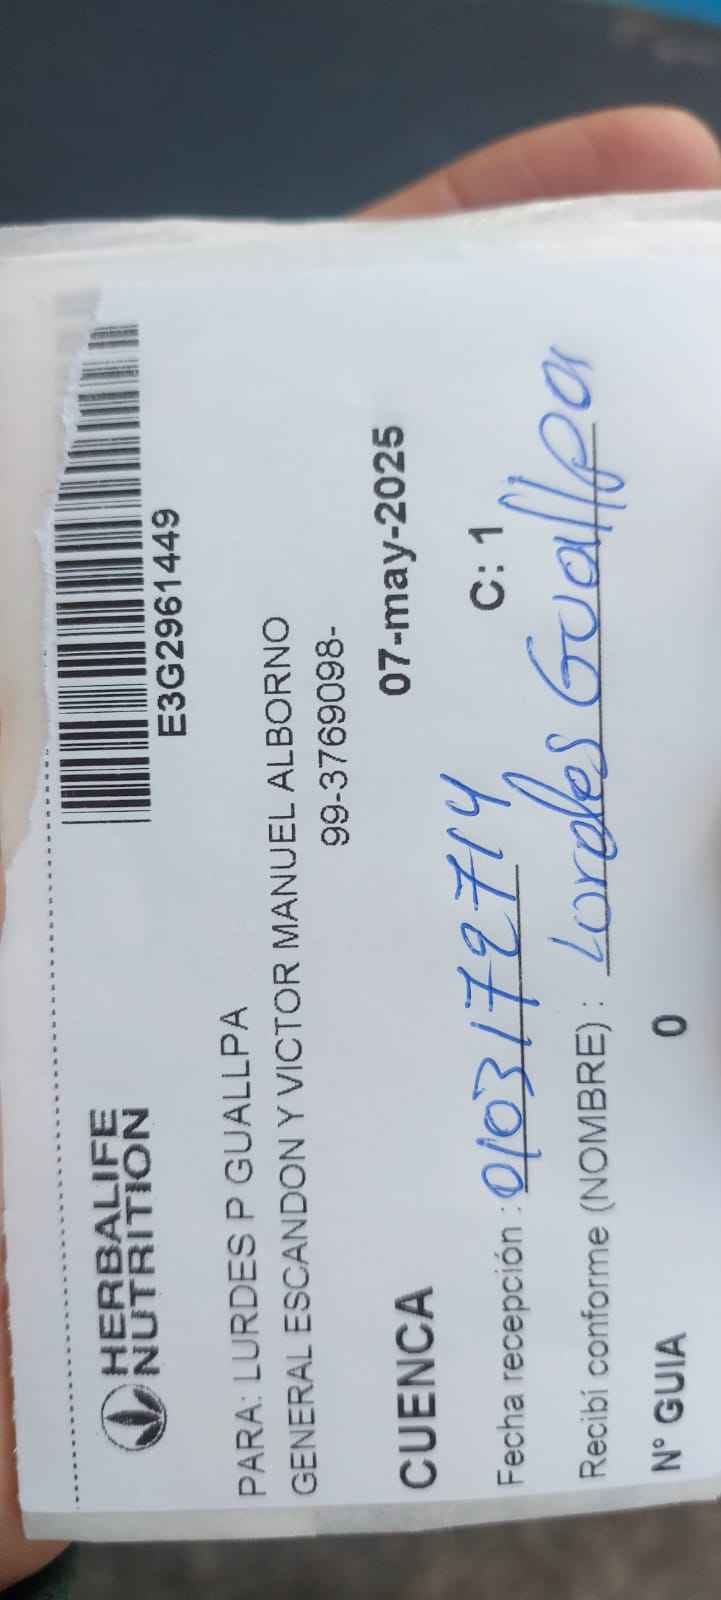 HERBALIFE
NUTRITION
E3G2961449
PARA: LURDES P GUALLPA
GENERAL ESCANDON Y VICTOR MANUEL ALBORNO
99-3769098-
CUENCA 07-may-2025
Fecha recepción : 0103172714 C: 1
Recibí conforme (NOMBRE) : Lordes Guallpa
N° GUIA 0